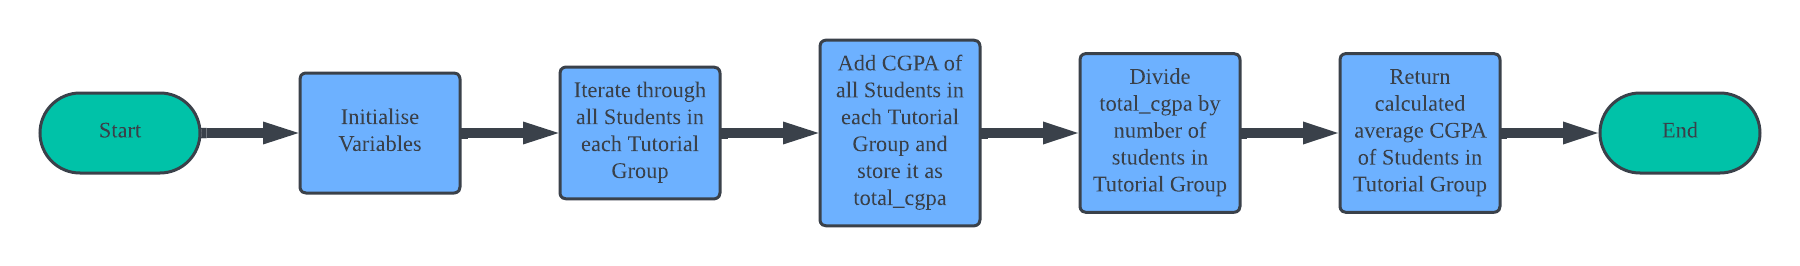 Start
Initialise
Variables
Iterate through
all Students in
each Tutorial
Group
Add CGPA of
all Students in
each Tutorial
Group and
store it as
total_cgpa
Divide
total_cgpa by
number of
students in
Tutorial Group
Return
calculated
average CGPA
of Students in
Tutorial Group
End